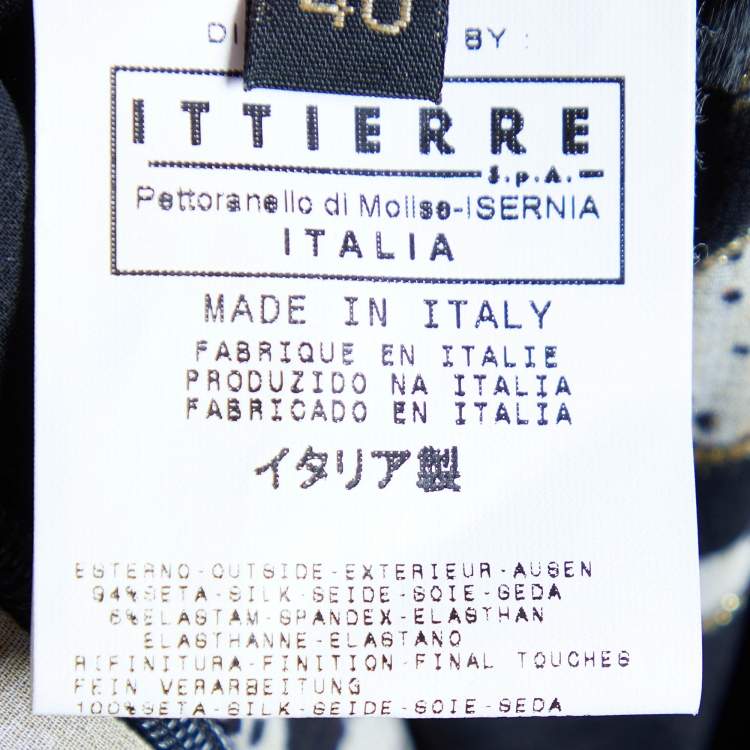 40
BY :
ITTIERRE
S.p.A.
Pettoranello di Molise-ISERNIA
ITALIA
MADE IN ITALY
FABRIQUE EN ITALIE
PRODUZIDO NA ITALIA
FABRICADO EN ITALIA
イタリア製
ESTERNO-OUTSIDE-EXTERIEUR-AUSEN
94%SETA-SILK-SEIDE-SOIE-SEDA
6%ELASTAM-SPANDEX-ELASTHAN
ELASTHANNE-ELASTANO
RIFINITURA-FINITION-FINAL TOUCHES
FEIN VERARBEITUNG
100%SETA-SILK-SEIDE-SOIE-SEDA